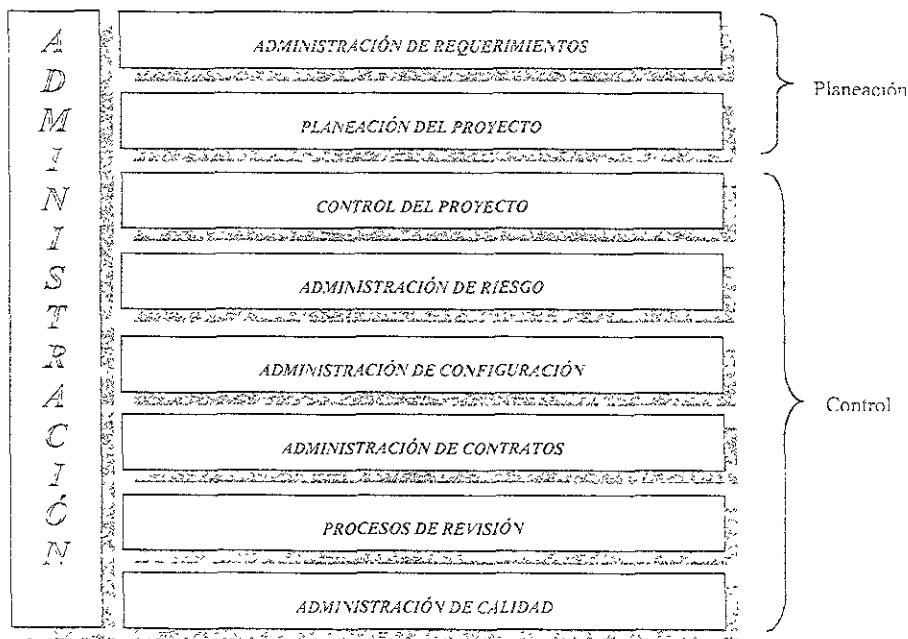 ADMINISTRACIÓN
ADMINISTRACIÓN DE REQUERIMIENTOS
PLANEACIÓN DEL PROYECTO
Planeación
CONTROL DEL PROYECTO
ADMINISTRACIÓN DE RIESGO
ADMINISTRACIÓN DE CONFIGURACIÓN
ADMINISTRACIÓN DE CONTRATOS
PROCESOS DE REVISIÓN
ADMINISTRACIÓN DE CALIDAD
Control